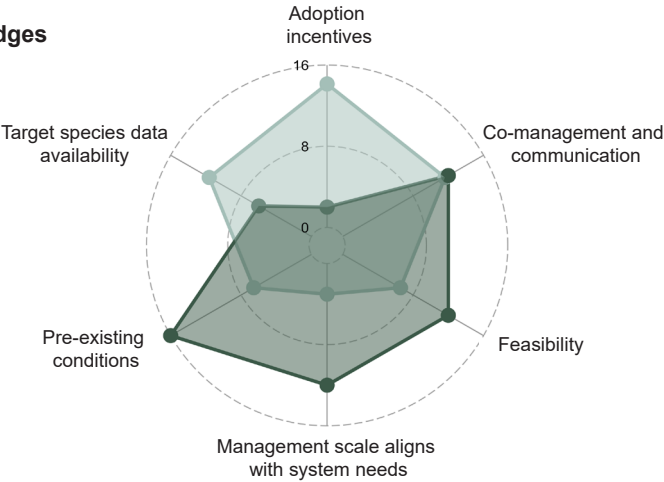 Adoption
incentives
16
Target species data
availability
Co-management and
communication
8
0
Pre-existing
conditions
Feasibility
Management scale aligns
with system needs